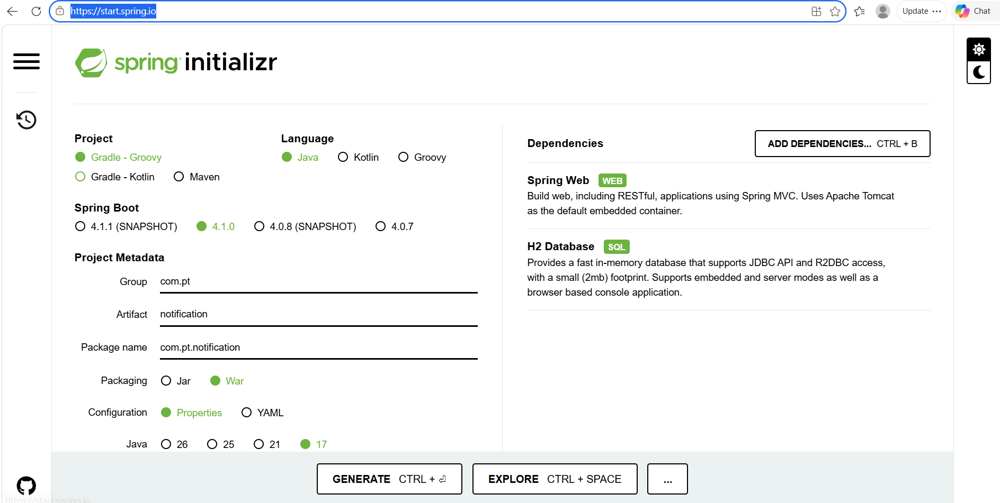 https://start.spring.io
Update
Chat
spring initializr
Project
Gradle - Groovy
Gradle - Kotlin
Maven
Language
Java
Kotlin
Groovy
Spring Boot
4.1.1 (SNAPSHOT)
4.1.0
4.0.8 (SNAPSHOT)
4.0.7
Project Metadata
Group
com.pt
Artifact
notification
Package name
com.pt.notification
Packaging
Jar
War
Configuration
Properties
YAML
Java
26
25
21
17
Dependencies
ADD DEPENDENCIES... CTRL + B
Spring Web WEB
Build web, including RESTful, applications using Spring MVC. Uses Apache Tomcat
as the default embedded container.
H2 Database SQL
Provides a fast in-memory database that supports JDBC API and R2DBC access,
with a small (2mb) footprint. Supports embedded and server modes as well as a
browser based console application.
GENERATE CTRL + ⏎
EXPLORE CTRL + SPACE
...
https://start.spring.io